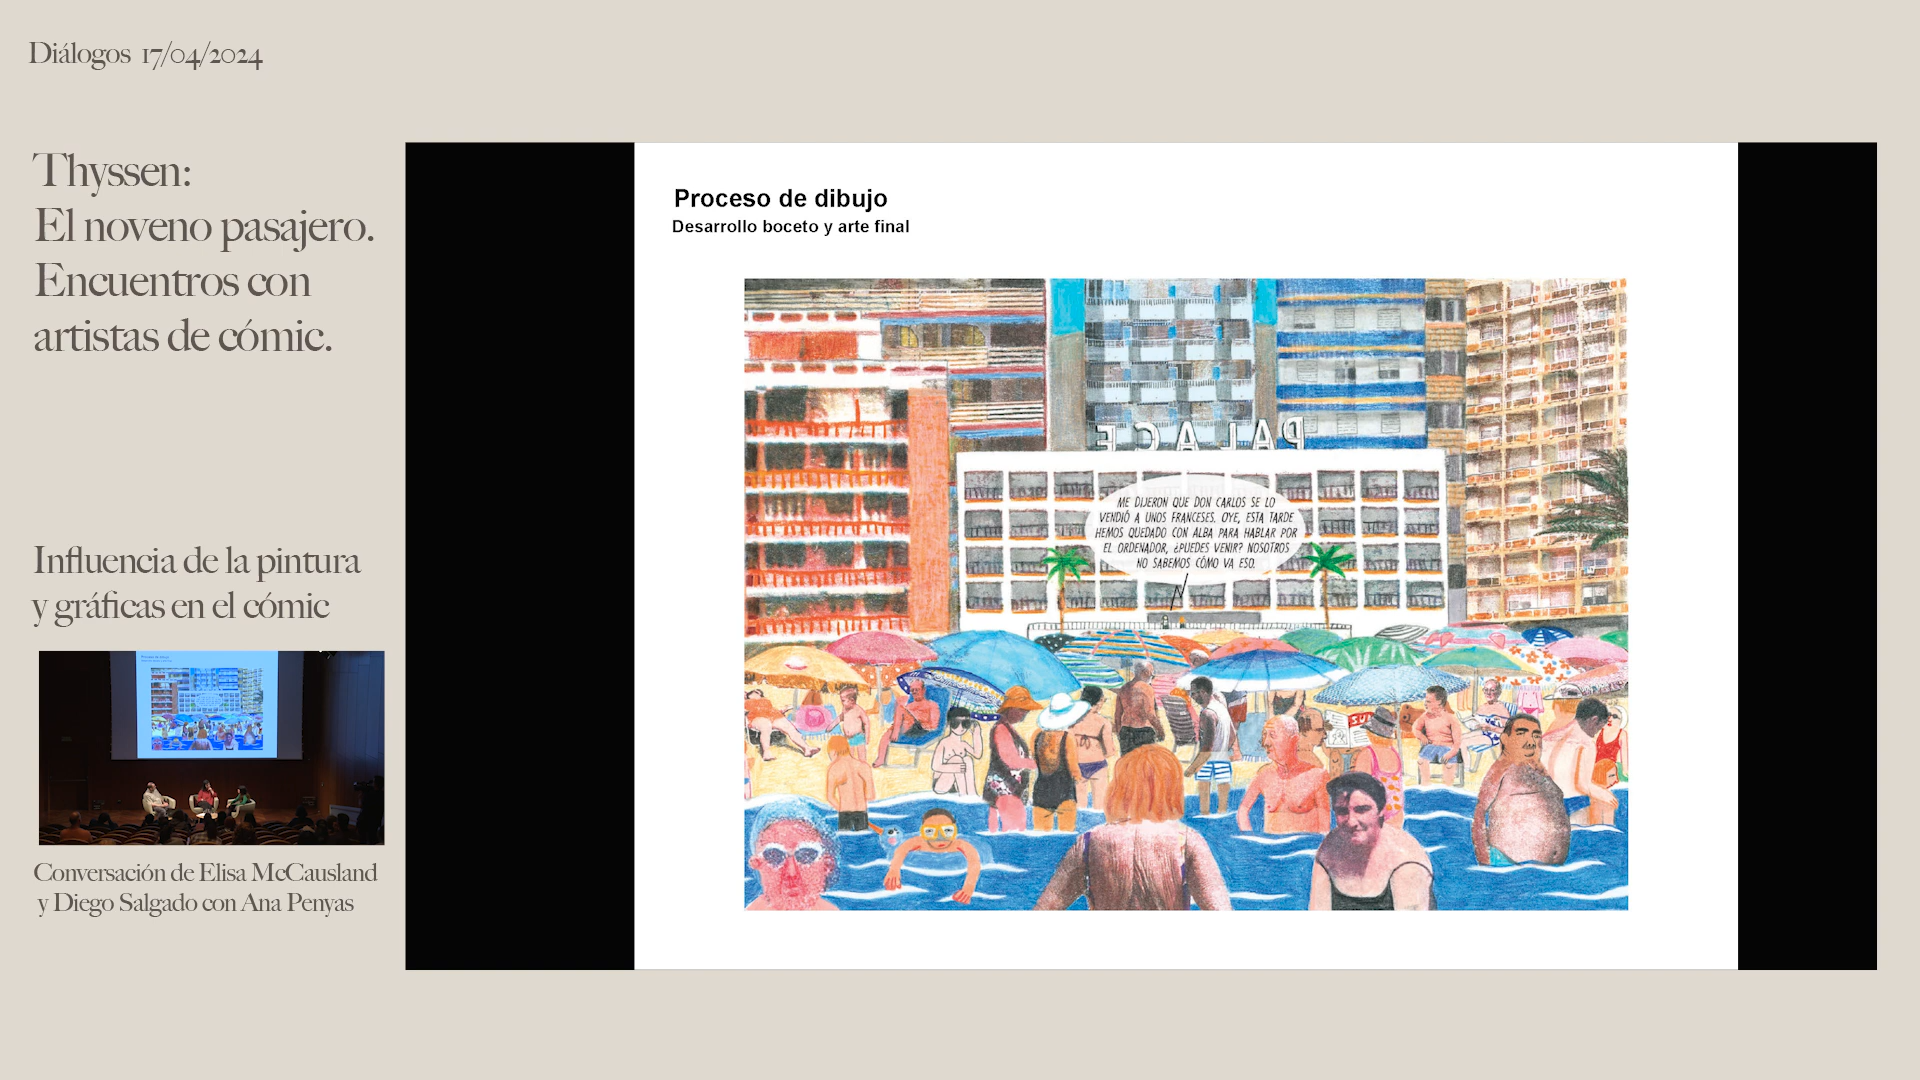 Diálogos 17/04/2024
Thyssen:
El noveno pasajero.
Encuentros con
artistas de cómic.
Influencia de la pintura
y gráficas en el cómic
Conversación de Elisa McCausland
y Diego Salgado con Ana Penyas
Proceso de dibujo
Desarrollo boceto y arte final
PALACE
ME DIJERON QUE DON CARLOS SE LO
VENDIÓ A UNOS FRANCESES. OYE, ESTA TARDE
HEMOS QUEDADO CON ALBA PARA HABLAR POR
EL ORDENADOR, ¿PUEDES VENIR? NOSOTROS
NO SABEMOS CÓMO VA ESO.